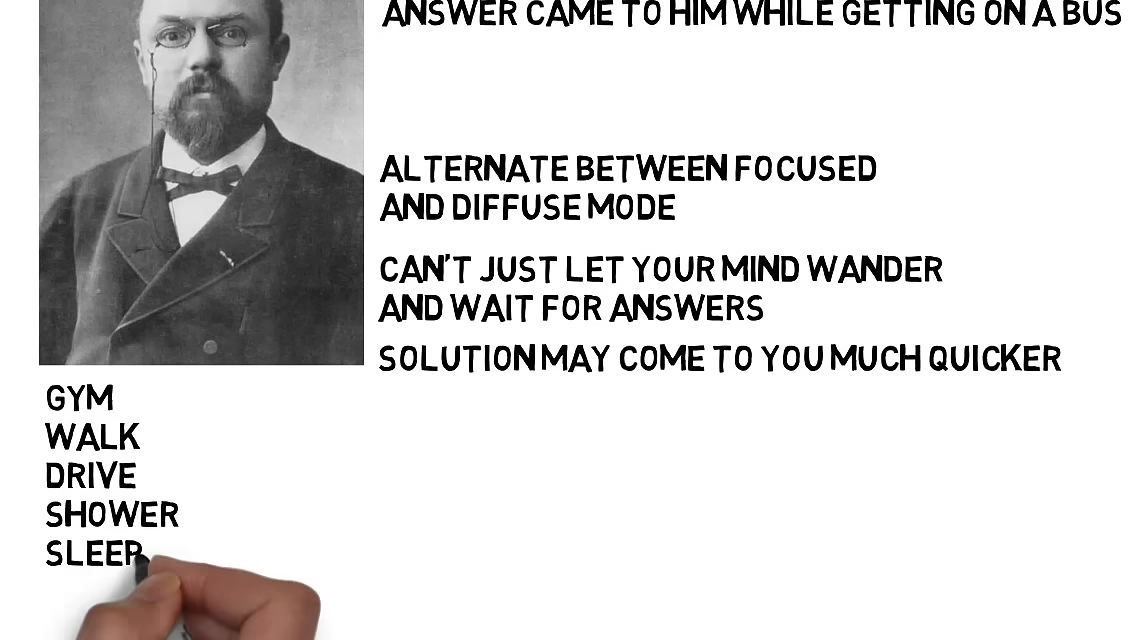 ANSWER CAME TO HIM WHILE GETTING ON A BUS
ALTERNATE BETWEEN FOCUSED
AND DIFFUSE MODE
CAN'T JUST LET YOUR MIND WANDER
AND WAIT FOR ANSWERS
SOLUTION MAY COME TO YOU MUCH QUICKER
GYM
WALK
DRIVE
SHOWER
SLEEP